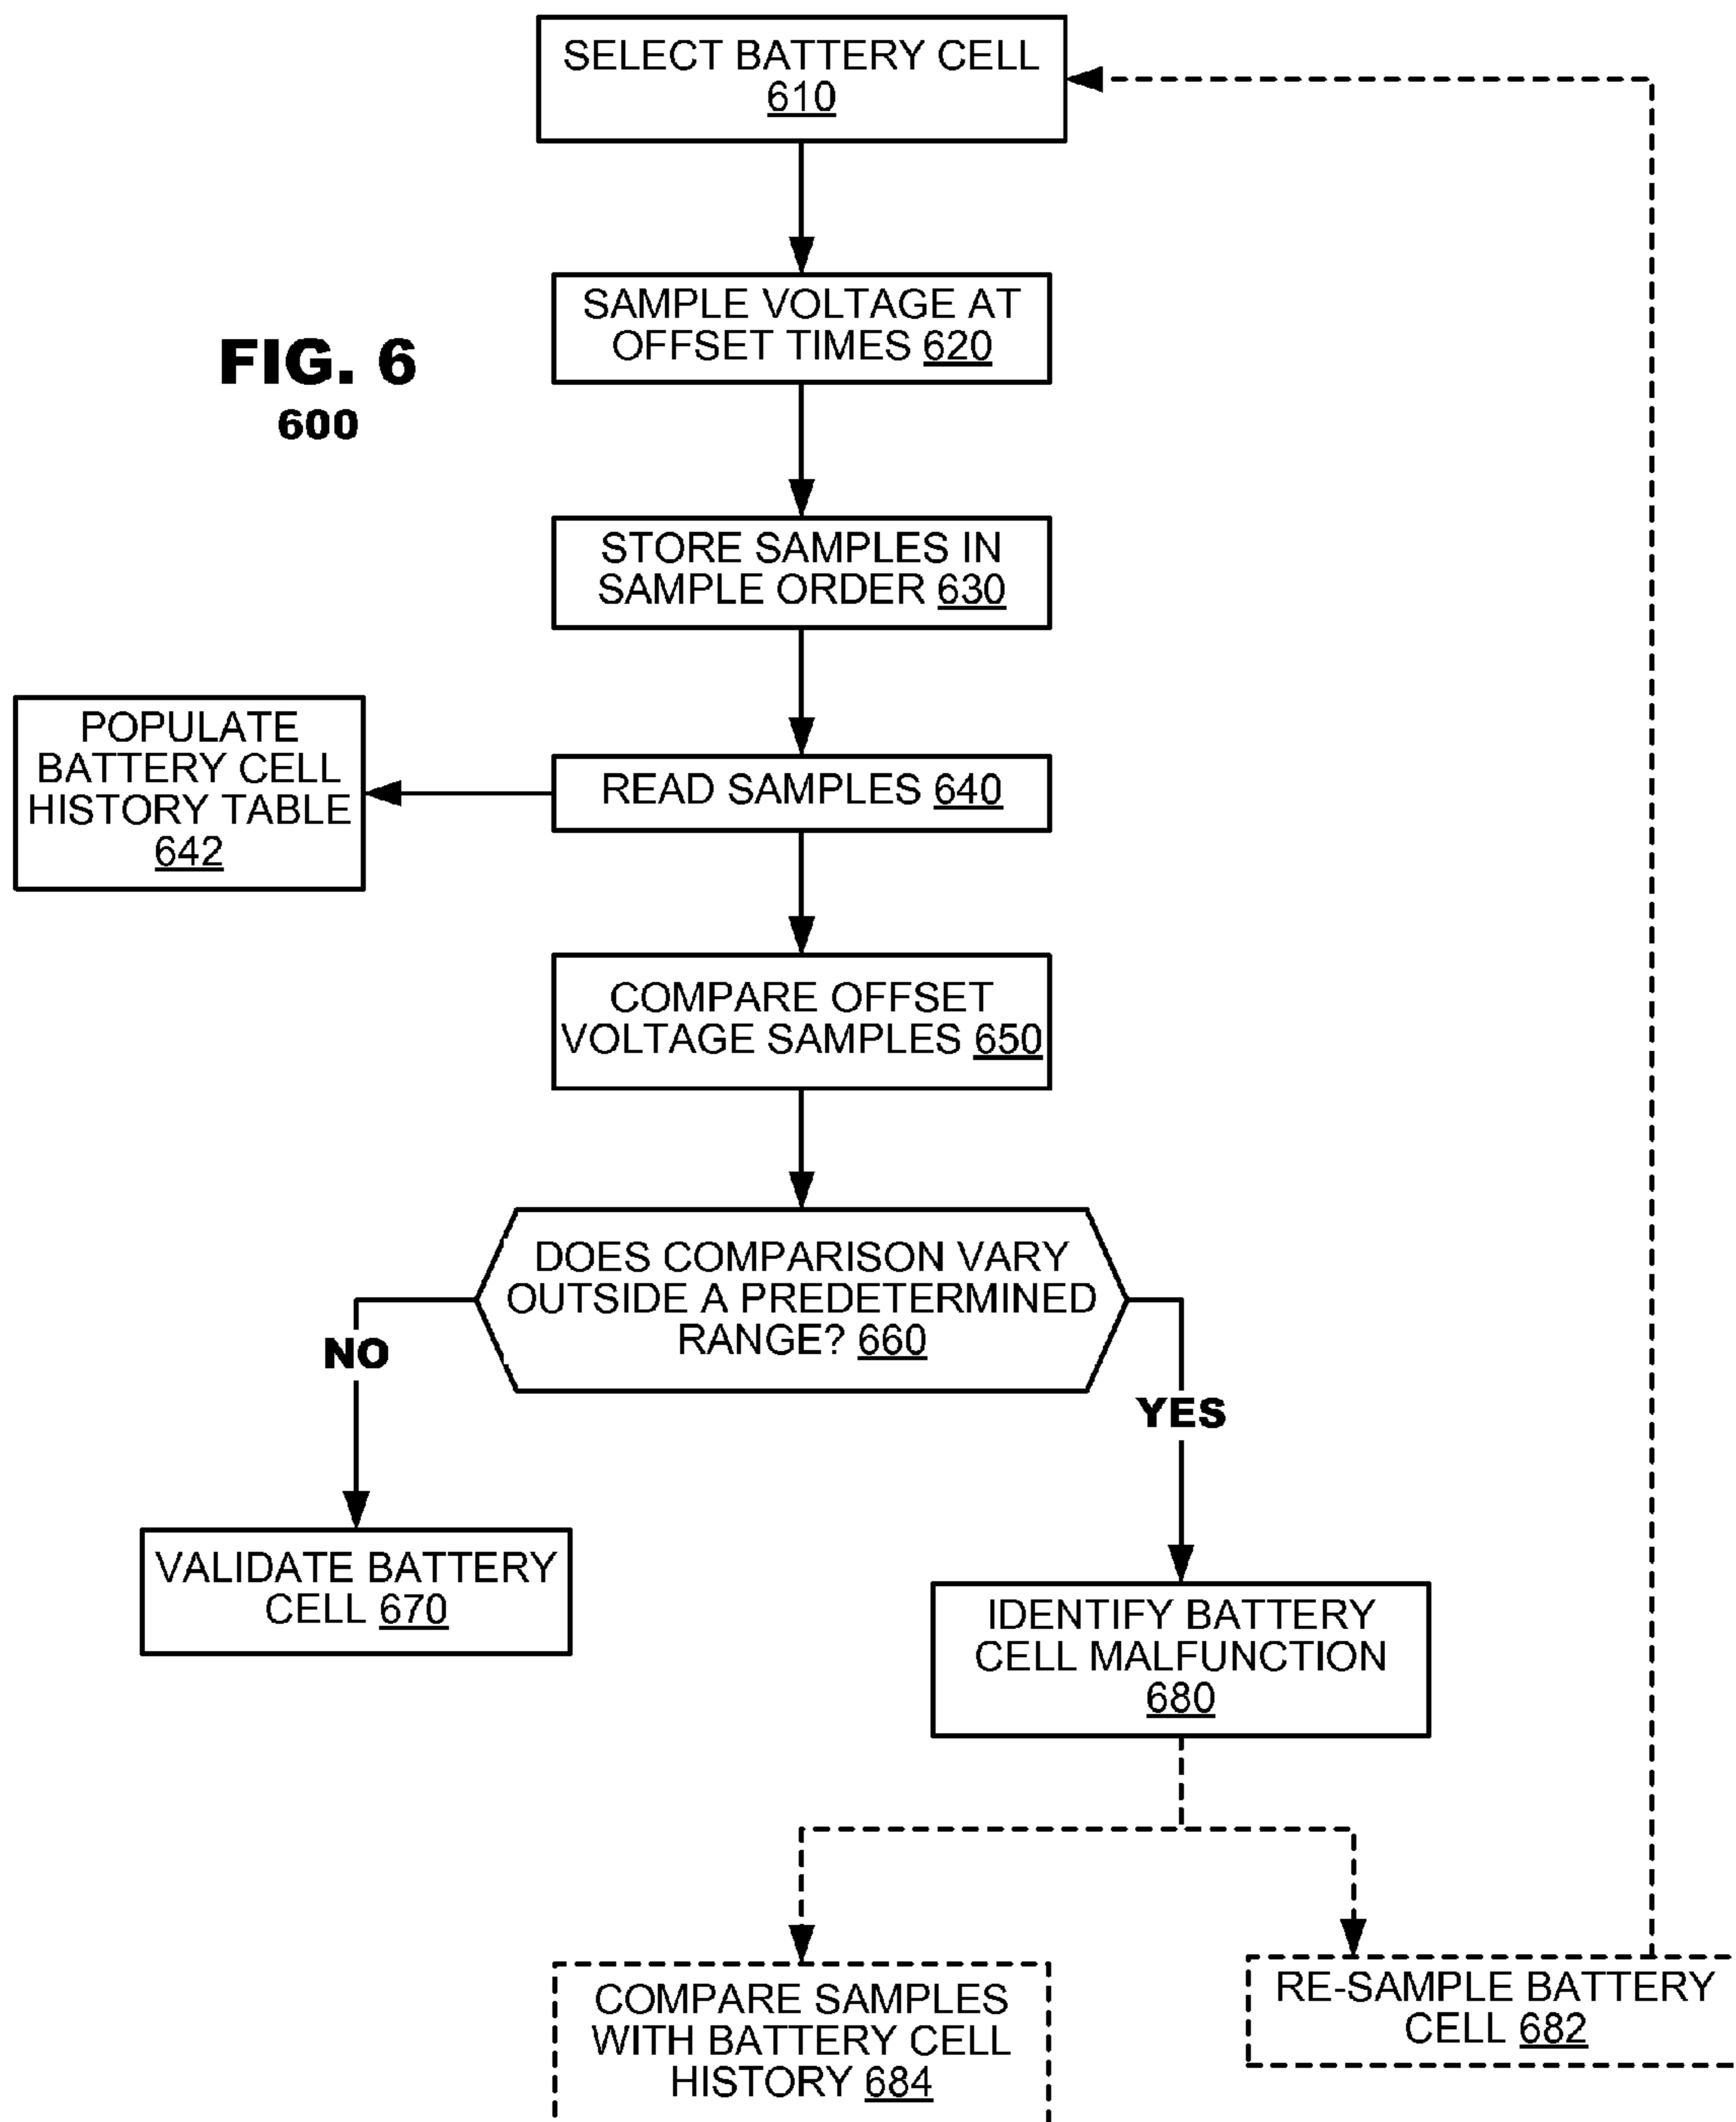 SELECT BATTERY CELL
610
SAMPLE VOLTAGE AT
OFFSET TIMES 620
FIG. 6
600
STORE SAMPLES IN
SAMPLE ORDER 630
POPULATE
BATTERY CELL
HISTORY TABLE
642
READ SAMPLES 640
COMPARE OFFSET
VOLTAGE SAMPLES 650
DOES COMPARISON VARY
OUTSIDE A PREDETERMINED
RANGE? 660
NO
YES
VALIDATE BATTERY
CELL 670
IDENTIFY BATTERY
CELL MALFUNCTION
680
COMPARE SAMPLES
WITH BATTERY CELL
HISTORY 684
RE-SAMPLE BATTERY
CELL 682